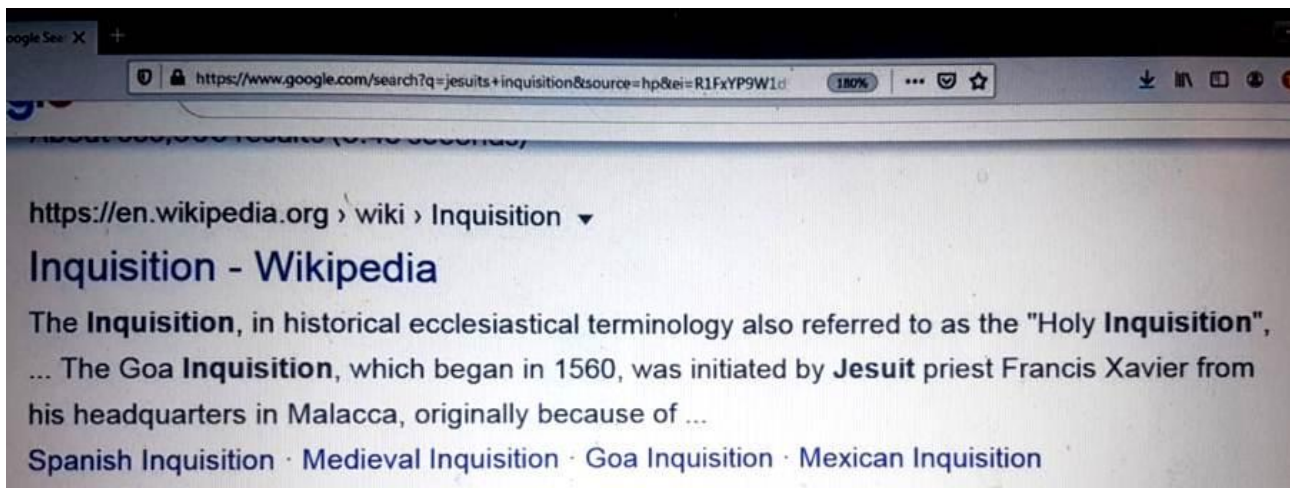 https://www.google.com/search?q=jesuits+inquisition&source=hp&ei=R1FxYP9W1d
180%
https://en.wikipedia.org › wiki › Inquisition
Inquisition - Wikipedia
The Inquisition, in historical ecclesiastical terminology also referred to as the "Holy Inquisition",
... The Goa Inquisition, which began in 1560, was initiated by Jesuit priest Francis Xavier from
his headquarters in Malacca, originally because of ...
Spanish Inquisition · Medieval Inquisition · Goa Inquisition · Mexican Inquisition